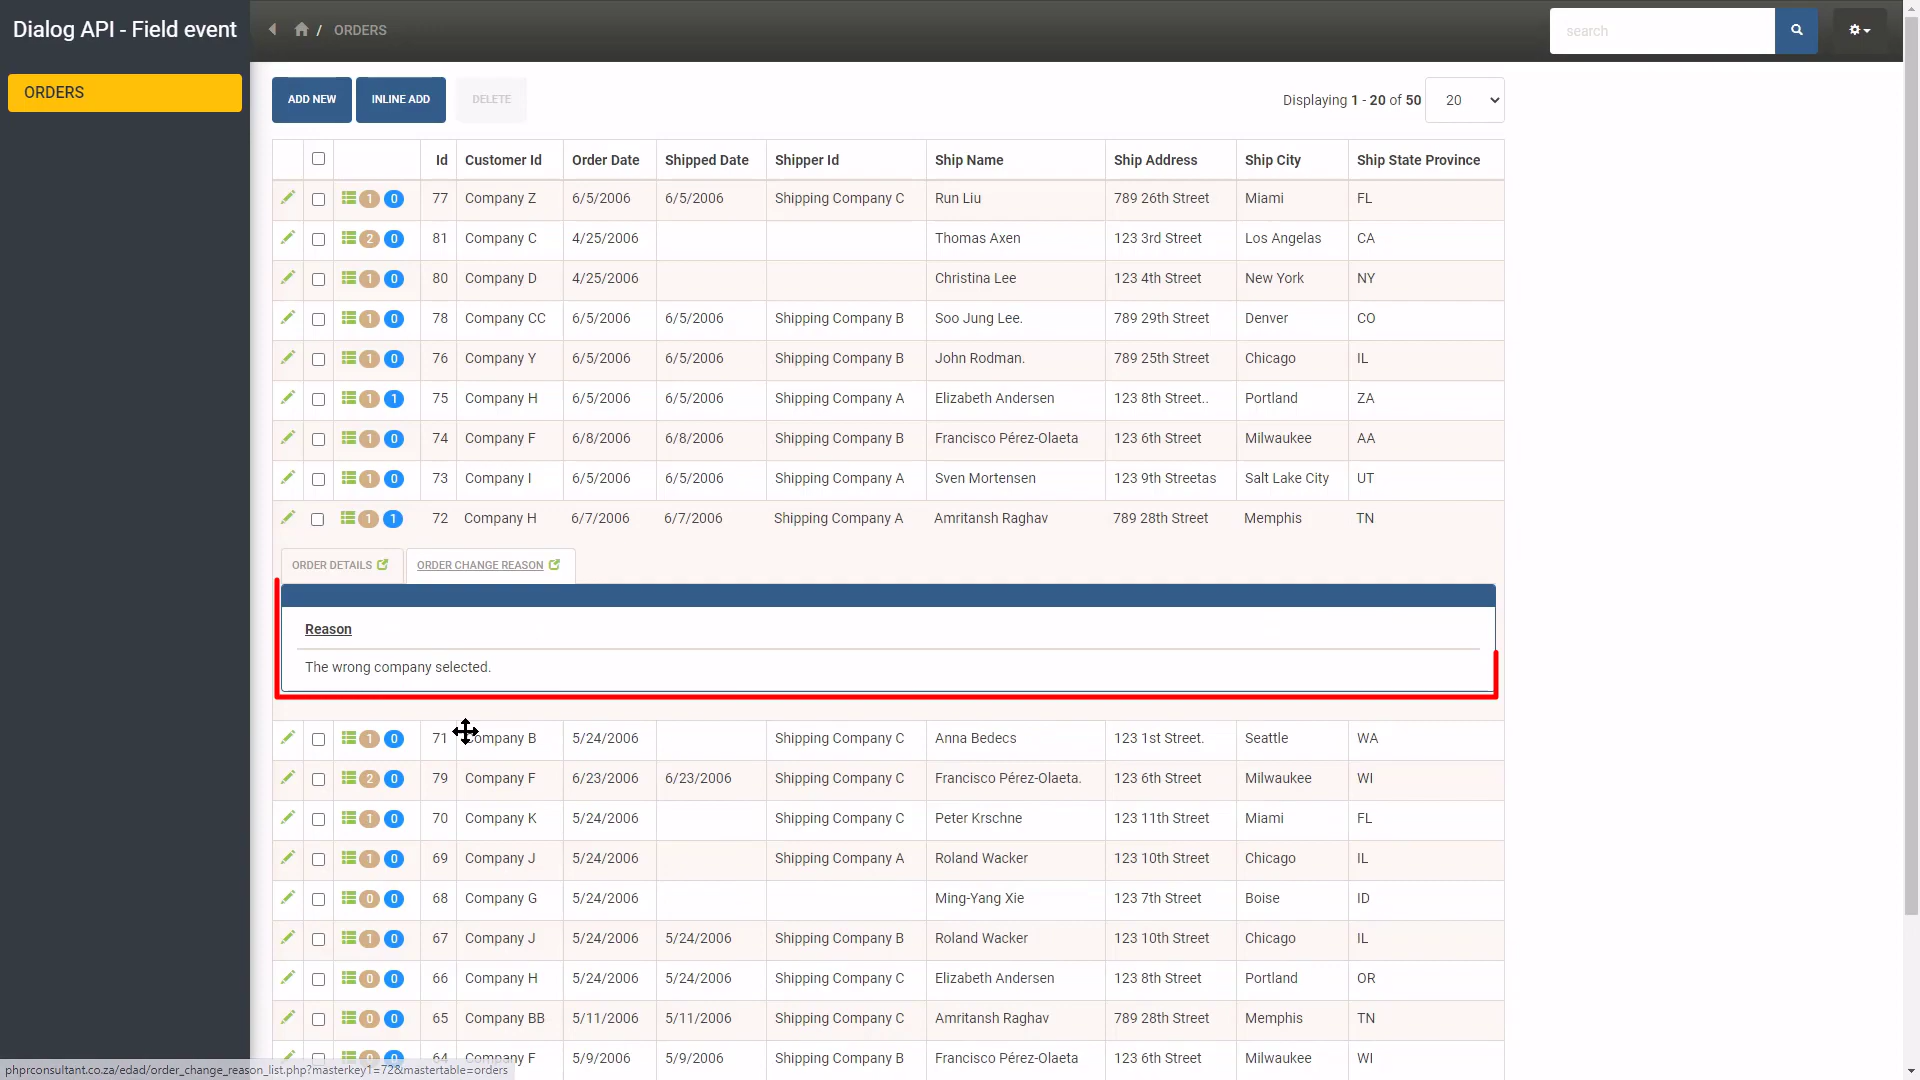 Dialog API - Field event
/ ORDERS
search
ORDERS
ADD NEW INLINE ADD DELETE Displaying 1 - 20 of 50 20
Id Customer Id Order Date Shipped Date Shipper Id Ship Name Ship Address Ship City Ship State Province
1 0 77 Company Z 6/5/2006 6/5/2006 Shipping Company C Run Liu 789 26th Street Miami FL
2 0 81 Company C 4/25/2006 Thomas Axen 123 3rd Street Los Angelas CA
1 0 80 Company D 4/25/2006 Christina Lee 123 4th Street New York NY
1 0 78 Company CC 6/5/2006 6/5/2006 Shipping Company B Soo Jung Lee. 789 29th Street Denver CO
1 0 76 Company Y 6/5/2006 6/5/2006 Shipping Company B John Rodman. 789 25th Street Chicago IL
1 1 75 Company H 6/5/2006 6/5/2006 Shipping Company A Elizabeth Andersen 123 8th Street.. Portland ZA
1 0 74 Company F 6/8/2006 6/8/2006 Shipping Company B Francisco Pérez-Olaeta 123 6th Street Milwaukee AA
1 0 73 Company I 6/5/2006 6/5/2006 Shipping Company A Sven Mortensen 123 9th Streetas Salt Lake City UT
1 1 72 Company H 6/7/2006 6/7/2006 Shipping Company A Amritansh Raghav 789 28th Street Memphis TN
ORDER DETAILS ORDER CHANGE REASON
Reason
The wrong company selected.
1 0 71 Company B 5/24/2006 Shipping Company C Anna Bedecs 123 1st Street. Seattle WA
2 0 79 Company F 6/23/2006 6/23/2006 Shipping Company C Francisco Pérez-Olaeta. 123 6th Street Milwaukee WI
1 0 70 Company K 5/24/2006 Shipping Company C Peter Krschne 123 11th Street Miami FL
1 0 69 Company J 5/24/2006 Shipping Company A Roland Wacker 123 10th Street Chicago IL
0 0 68 Company G 5/24/2006 Ming-Yang Xie 123 7th Street Boise ID
1 0 67 Company J 5/24/2006 5/24/2006 Shipping Company B Roland Wacker 123 10th Street Chicago IL
0 0 66 Company H 5/24/2006 5/24/2006 Shipping Company C Elizabeth Andersen 123 8th Street Portland OR
0 0 65 Company BB 5/11/2006 5/11/2006 Shipping Company C Amritansh Raghav 789 28th Street Memphis TN
0 0 64 Company F 5/9/2006 5/9/2006 Shipping Company B Francisco Pérez-Olaeta 123 6th Street Milwaukee WI
phprconsultant.co.za/edad/order_change_reason_list.php?masterkey1=72&mastertable=orders